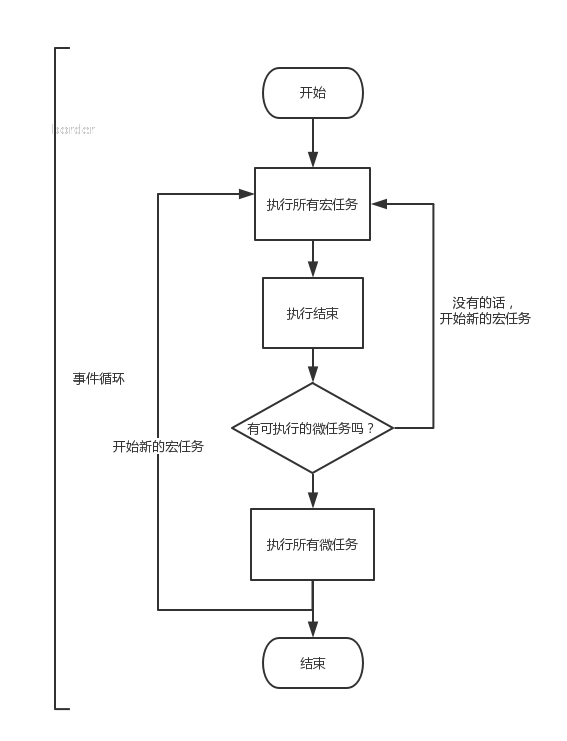 开始
border
执行所有宏任务
执行结束
没有的话，
开始新的宏任务
事件循环
有可执行的微任务吗？
开始新的宏任务
执行所有微任务
结束